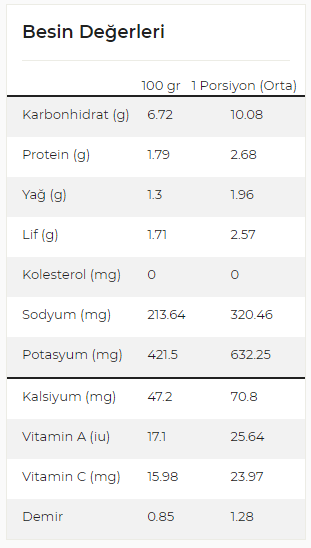 Besin Değerleri
100 gr 1 Porsiyon (Orta)
Karbonhidrat (g) 6.72 10.08
Protein (g) 1.79 2.68
Yağ (g) 1.3 1.96
Lif (g) 1.71 2.57
Kolesterol (mg) 0 0
Sodyum (mg) 213.64 320.46
Potasyum (mg) 421.5 632.25
Kalsiyum (mg) 47.2 70.8
Vitamin A (iu) 17.1 25.64
Vitamin C (mg) 15.98 23.97
Demir 0.85 1.28